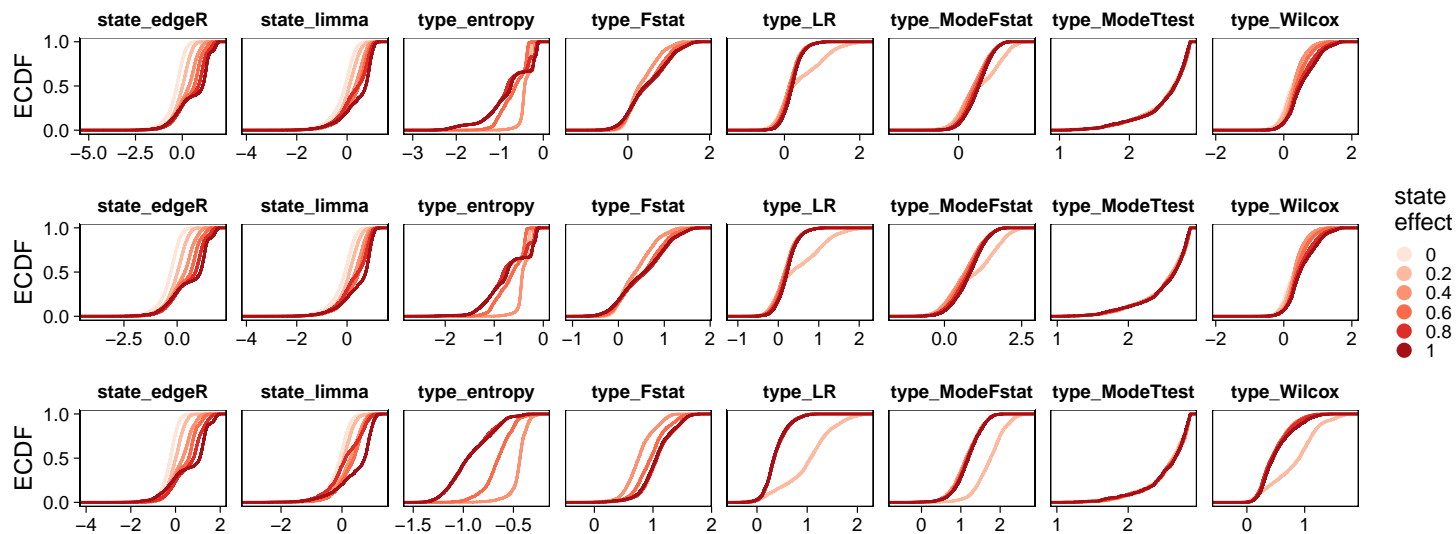 state_edgeR state_limma type_entropy type_Fstat type_LR type_ModeFstat type_ModeTtest type_Wilcox
ECDF
1.0
0.5
0.0
−5.0 −2.5 0.0 −4 −2 0 −3 −2 −1 0 0 2 0 2 0 1 2 −2 0 2
state_edgeR state_limma type_entropy type_Fstat type_LR type_ModeFstat type_ModeTtest type_Wilcox
ECDF
1.0
0.5
0.0
−2.5 0.0 −2 0 −2 −1 0 −1 0 1 2 −1 0 1 2 0.0 2.5 1 2 −2 0 2
state_edgeR state_limma type_entropy type_Fstat type_LR type_ModeFstat type_ModeTtest type_Wilcox
ECDF
1.0
0.5
0.0
−4 −2 0 2 −2 0 −1.5 −1.0 −0.5 0 1 2 0 1 2 0 1 2 3 1 2 0 1
state
effect
0
0.2
0.4
0.6
0.8
1